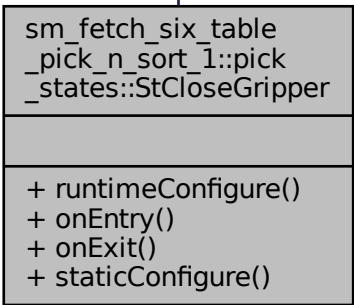 sm_fetch_six_table
_pick_n_sort_1::pick
_states::StCloseGripper
+ runtimeConfigure()
+ onEntry()
+ onExit()
+ staticConfigure()